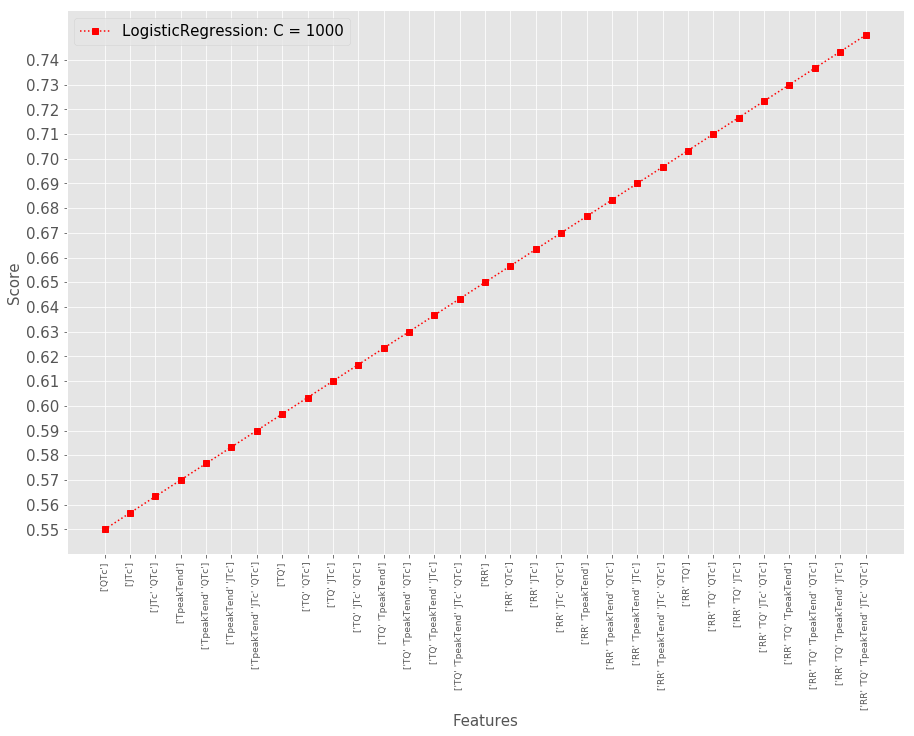 LogisticRegression: C = 1000
0.74
0.73
0.72
0.71
0.70
0.69
0.68
0.67
0.66
0.65
0.64
0.63
0.62
0.61
0.60
0.59
0.58
0.57
0.56
0.55
Score
['QTc']
['JTc']
['JTc' 'QTc']
['TpeakTend']
['TpeakTend' 'QTc']
['TpeakTend' 'JTc']
['TpeakTend' 'JTc' 'QTc']
['TQ']
['TQ' 'QTc']
['TQ' 'JTc']
['TQ' 'JTc' 'QTc']
['TQ' 'TpeakTend']
['TQ' 'TpeakTend' 'QTc']
['TQ' 'TpeakTend' 'JTc']
['TQ' 'TpeakTend' 'JTc' 'QTc']
['RR']
['RR' 'QTc']
['RR' 'JTc']
['RR' 'JTc' 'QTc']
['RR' 'TpeakTend']
['RR' 'TpeakTend' 'QTc']
['RR' 'TpeakTend' 'JTc']
['RR' 'TpeakTend' 'JTc' 'QTc']
['RR' 'TQ']
['RR' 'TQ' 'QTc']
['RR' 'TQ' 'JTc']
['RR' 'TQ' 'JTc' 'QTc']
['RR' 'TQ' 'TpeakTend']
['RR' 'TQ' 'TpeakTend' 'QTc']
['RR' 'TQ' 'TpeakTend' 'JTc']
['RR' 'TQ' 'TpeakTend' 'JTc' 'QTc']
Features